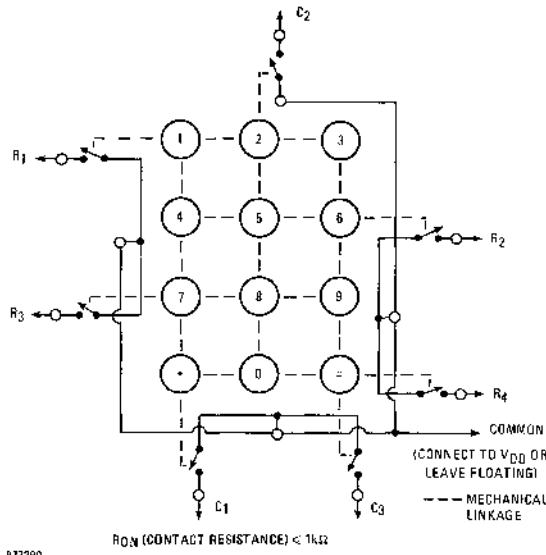 C2
1 2 3
R1
4 5 6
R2
7 8 9
R3
0
R4
COMMON
(CONNECT TO VDD OR
LEAVE FLOATING)
C1
C3
--- MECHANICAL
LINKAGE
RON (CONTACT RESISTANCE) < 1kΩ